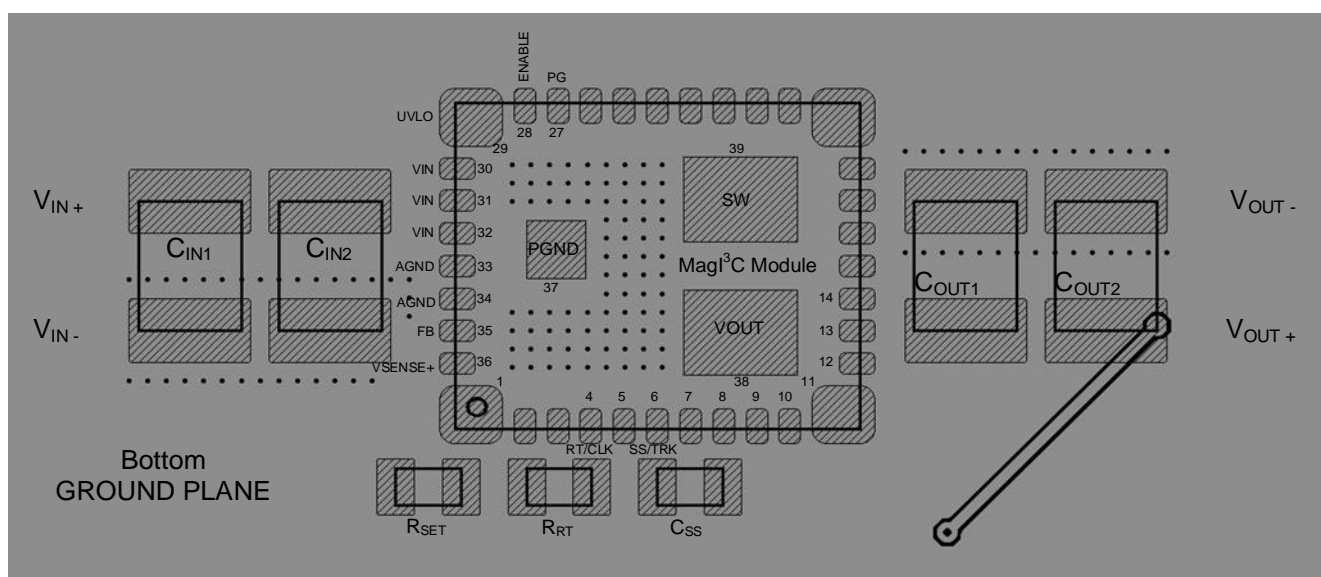 ENABLE
PG
UVLO
28
27
29
39
VIN
30
VIN
31
SW
V_IN +
V_OUT -
VIN
32
C_IN1
C_IN2
PGND
AGND
33
MagI³C Module
37
C_OUT1
C_OUT2
AGND
34
14
V_IN -
FB
35
VOUT
13
V_OUT +
VSENSE+
36
12
1
38
11
4
5
6
7
8
9
10
RT/CLK
SS/TRK
Bottom
GROUND PLANE
R_SET
R_RT
C_SS